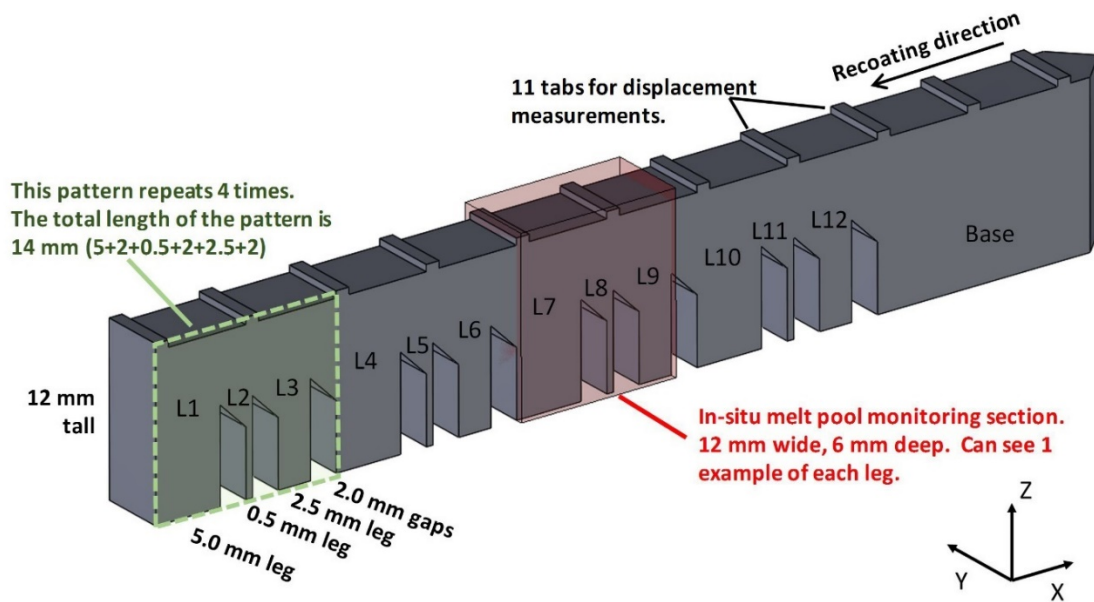 Recoating direction
11 tabs for displacement
measurements.
This pattern repeats 4 times.
The total length of the pattern is
14 mm (5+2+0.5+2+2.5+2)
12 mm
tall
L1
L2
L3
L4
L5
L6
L7
L8
L9
L10
L11
L12
Base
2.0 mm gaps
2.5 mm leg
0.5 mm leg
5.0 mm leg
In-situ melt pool monitoring section.
12 mm wide, 6 mm deep.  Can see 1
example of each leg.
Z
Y
X